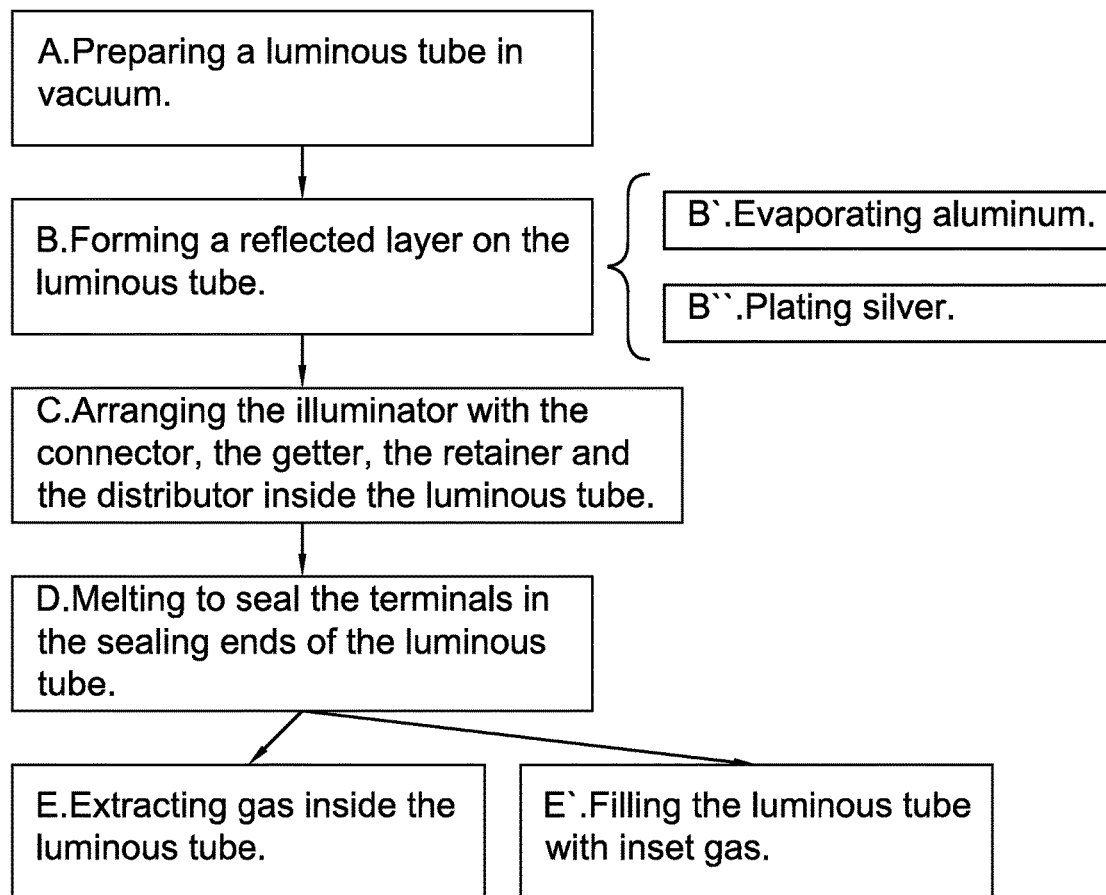 A.Preparing a luminous tube in
vacuum.
B.Forming a reflected layer on the
luminous tube.
B`.Evaporating aluminum.
B``.Plating silver.
C.Arranging the illuminator with the
connector, the getter, the retainer and
the distributor inside the luminous tube.
D.Melting to seal the terminals in
the sealing ends of the luminous
tube.
E.Extracting gas inside the
luminous tube.
E`.Filling the luminous tube
with inset gas.